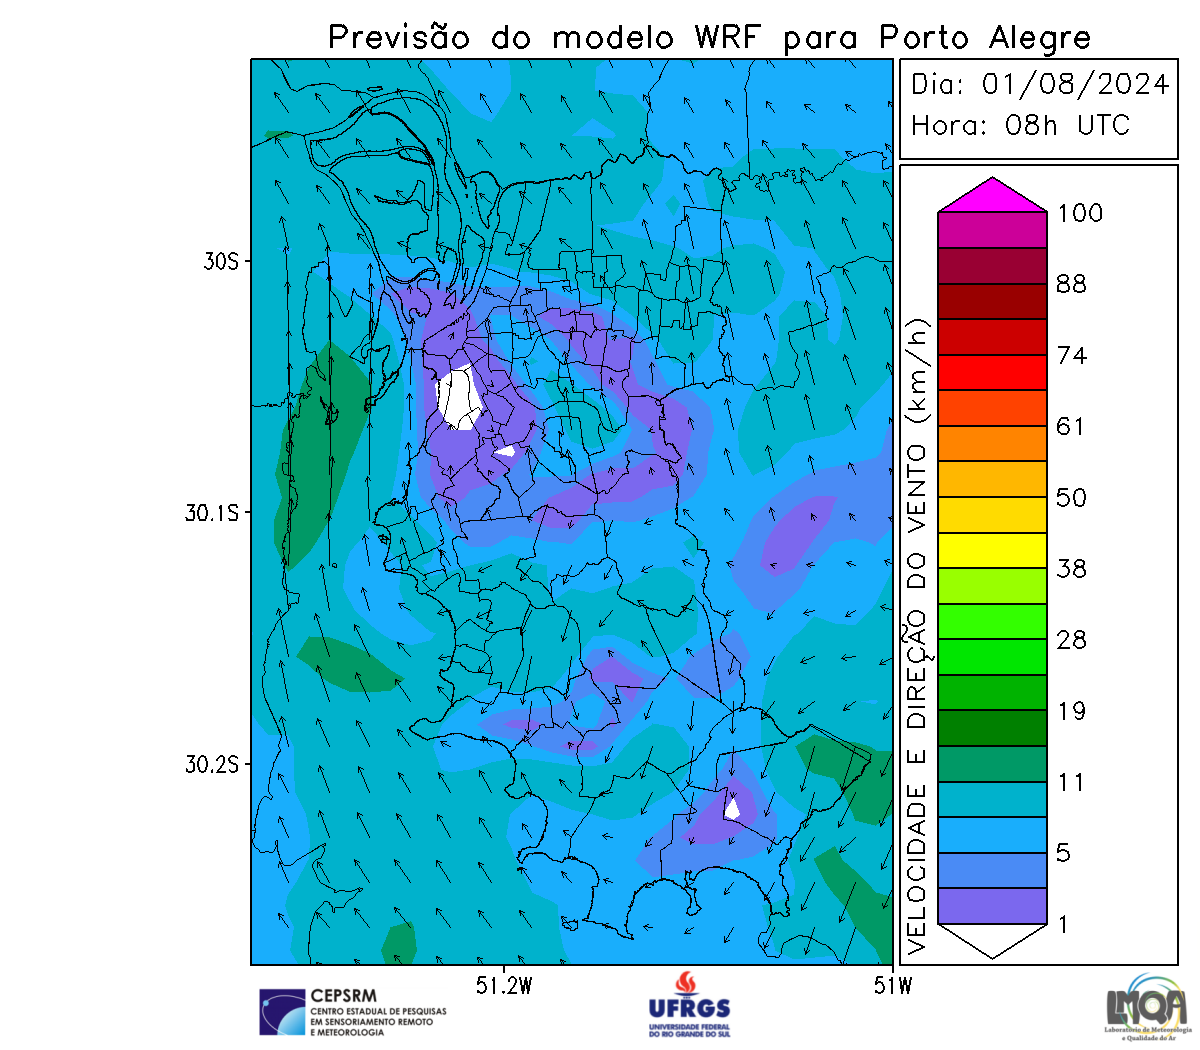 Previsão do modelo WRF para Porto Alegre
Dia: 01/08/2024
Hora: 08h UTC
30S
30.1S
30.2S
51.2W
51W
VELOCIDADE E DIREÇÃO DO VENTO (km/h)
100
88
74
61
50
38
28
19
11
5
1
CEPSRM
CENTRO ESTADUAL DE PESQUISAS
EM SENSORIAMENTO REMOTO
E METEOROLOGIA
UFRGS
UNIVERSIDADE FEDERAL
DO RIO GRANDE DO SUL
LMQA
Laboratório de Meteorologia
e Qualidade do Ar